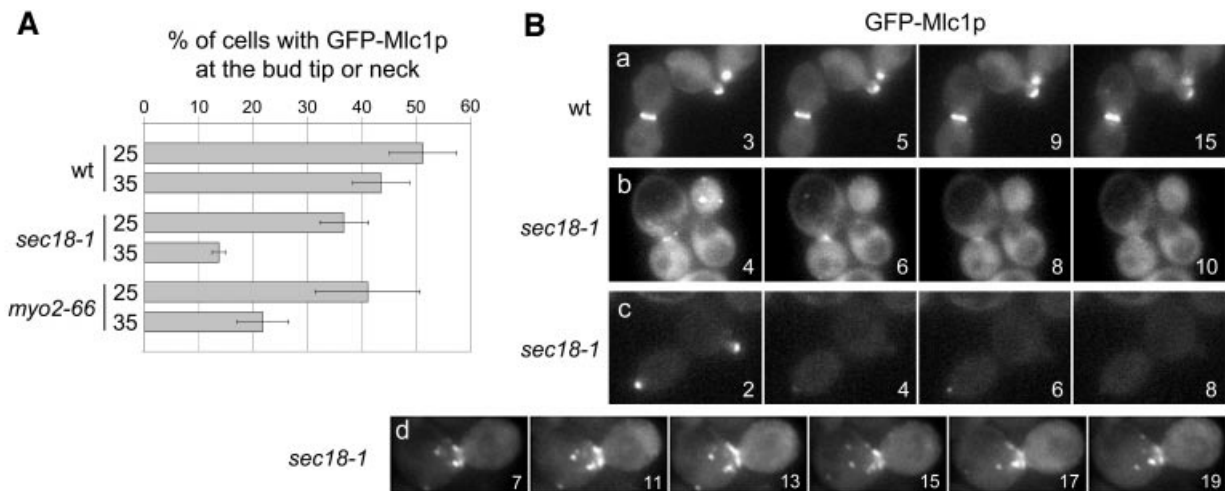 A
% of cells with GFP-Mlc1p
at the bud tip or neck
0 10 20 30 40 50 60
wt
25
35
sec18-1
25
35
myo2-66
25
35
B
GFP-Mlc1p
wt
a
3 5 9 15
sec18-1
b
4 6 8 10
sec18-1
c
2 4 6 8
sec18-1
d
7 11 13 15 17 19